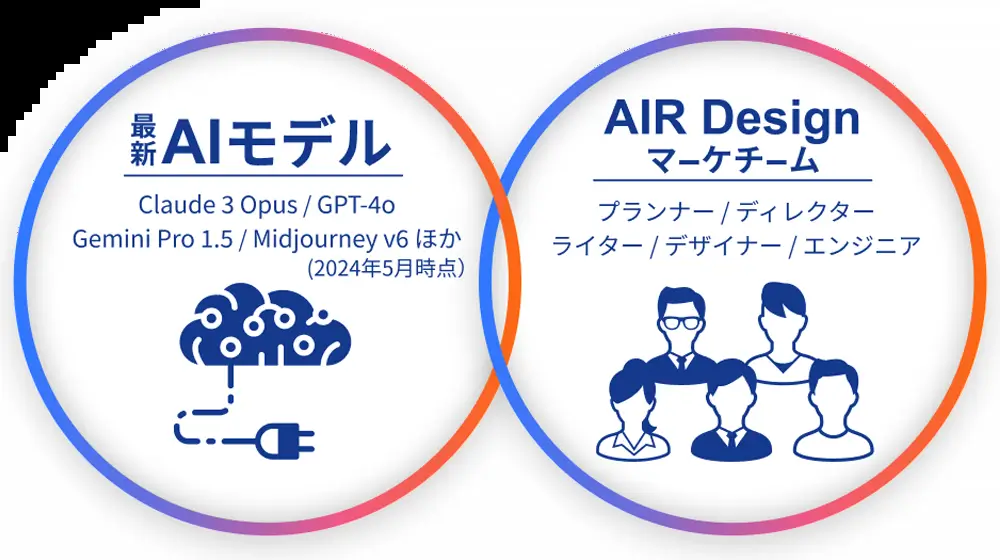 最新AIモデル
Claude 3 Opus / GPT-4o
Gemini Pro 1.5 / Midjourney v6 ほか
(2024年5月時点)
AIR Design
マーケチーム
プランナー / ディレクター
ライター / デザイナー / エンジニア